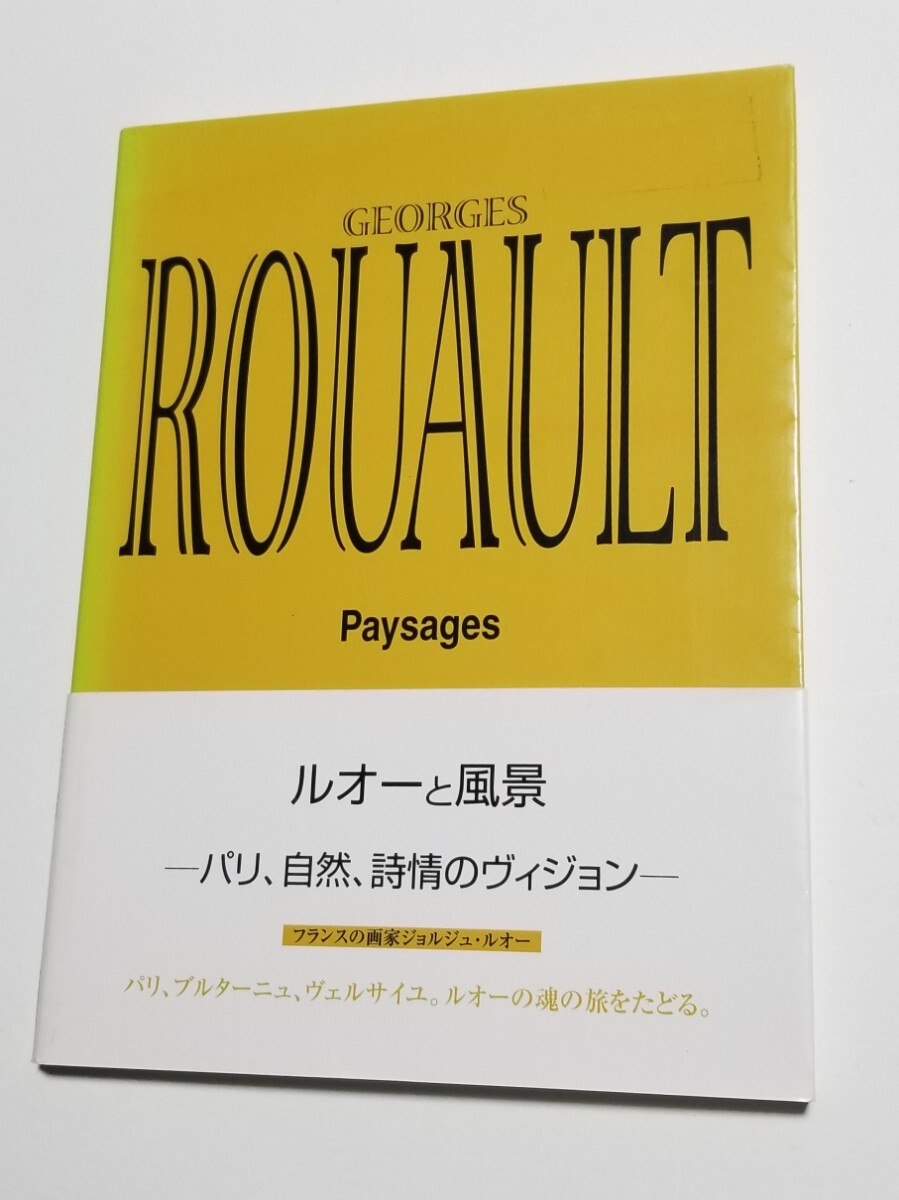 GEORGES
ROUAULT
Paysages
ルオーと風景
—パリ、自然、詩情のヴィジョン—
フランスの画家ジョルジュ・ルオー
パリ、ブルターニュ、ヴェルサイユ。ルオーの魂の旅をたどる。